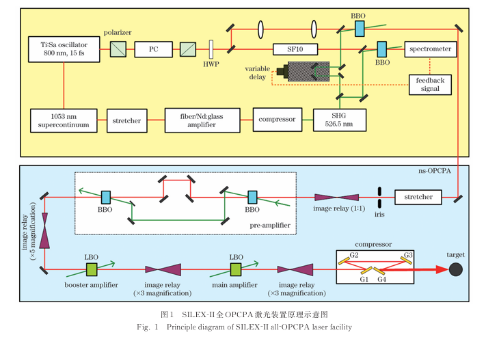 polarizer
BBO
Ti:Sa oscillator
800 nm, 15 fs
PC
HWP
SF10
BBO
spectrometer
variable
delay
feedback
signal
1053 nm
supercontinuum
stretcher
fiber/Nd:glass
amplifier
compressor
SHG
526.5 nm
ns-OPCPA
image relay
(×5 magnification)
BBO
BBO
pre-amplifier
image relay (1:1)
iris
stretcher
LBO
booster amplifier
image relay
(×3 magnification)
LBO
main amplifier
image relay
(×3 magnification)
compressor
G2
G3
G1
G4
target
图1 SILEX-II全OPCPA激光装置原理示意图
Fig. 1 Principle diagram of SILEX-II all-OPCPA laser facility